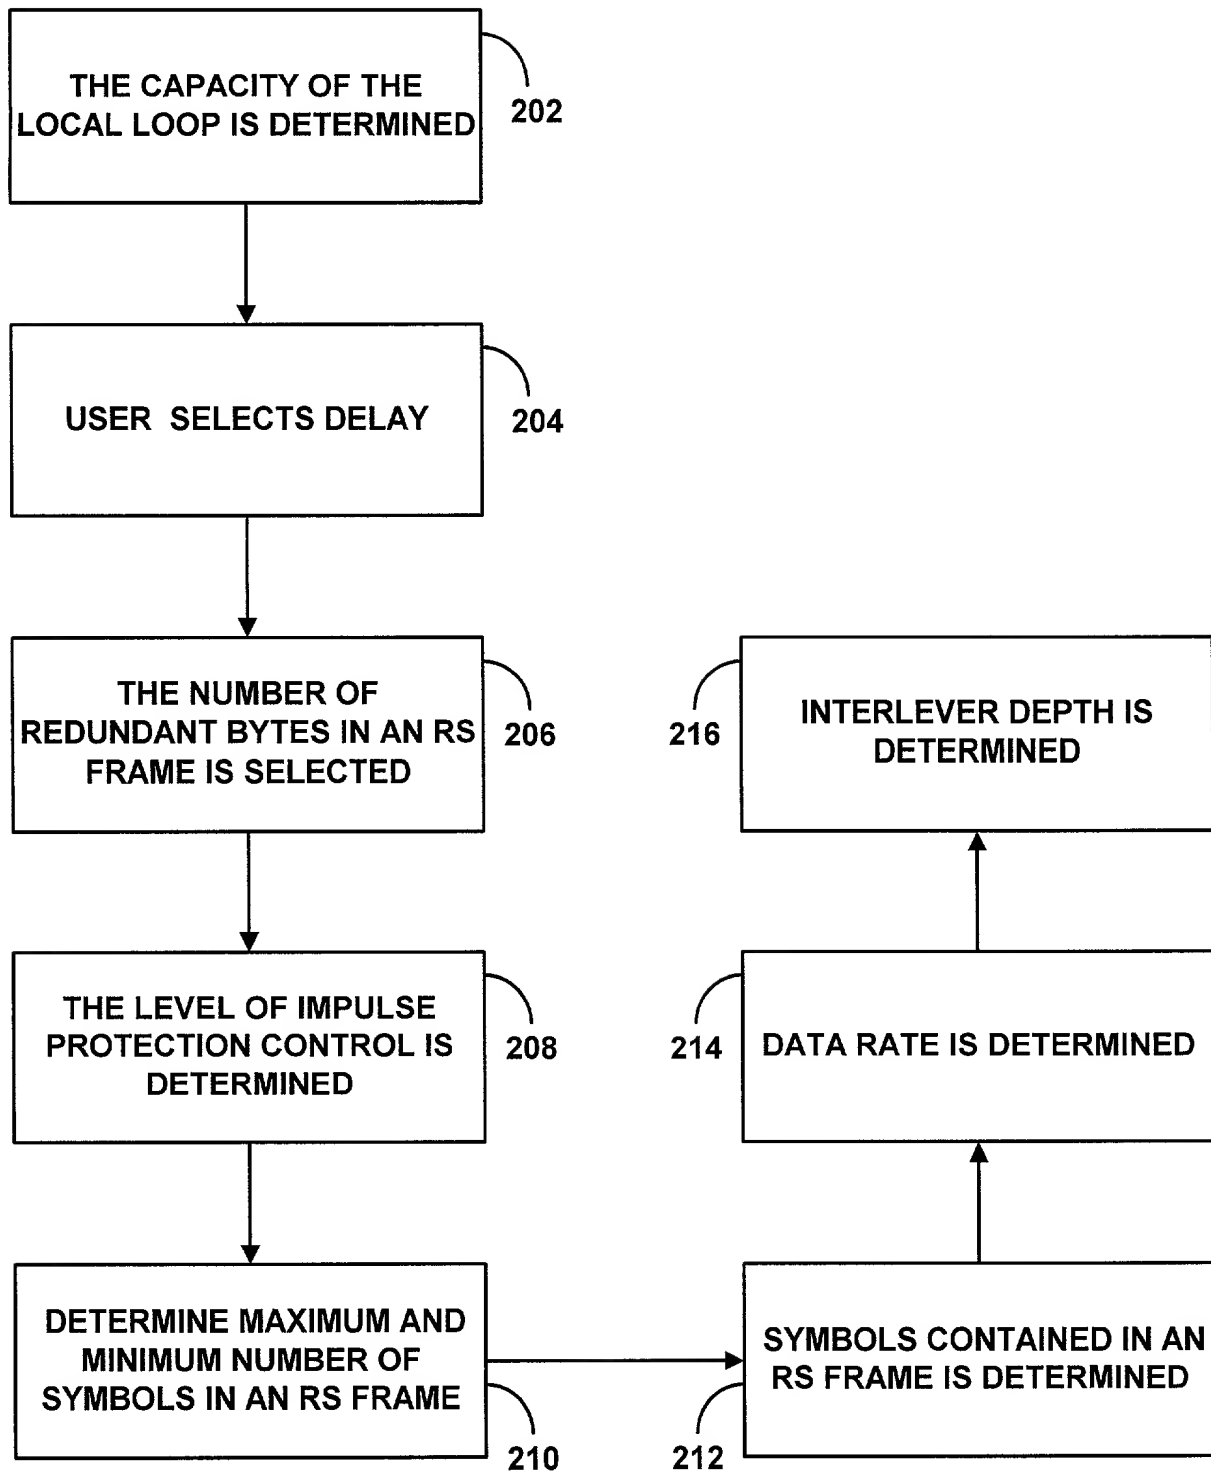 THE CAPACITY OF THE
LOCAL LOOP IS DETERMINED
202
USER SELECTS DELAY
204
THE NUMBER OF
REDUNDANT BYTES IN AN RS
FRAME IS SELECTED
206
THE LEVEL OF IMPULSE
PROTECTION CONTROL IS
DETERMINED
208
DETERMINE MAXIMUM AND
MINIMUM NUMBER OF
SYMBOLS IN AN RS FRAME
210
SYMBOLS CONTAINED IN AN
RS FRAME IS DETERMINED
212
DATA RATE IS DETERMINED
214
INTERLEVER DEPTH IS
DETERMINED
216